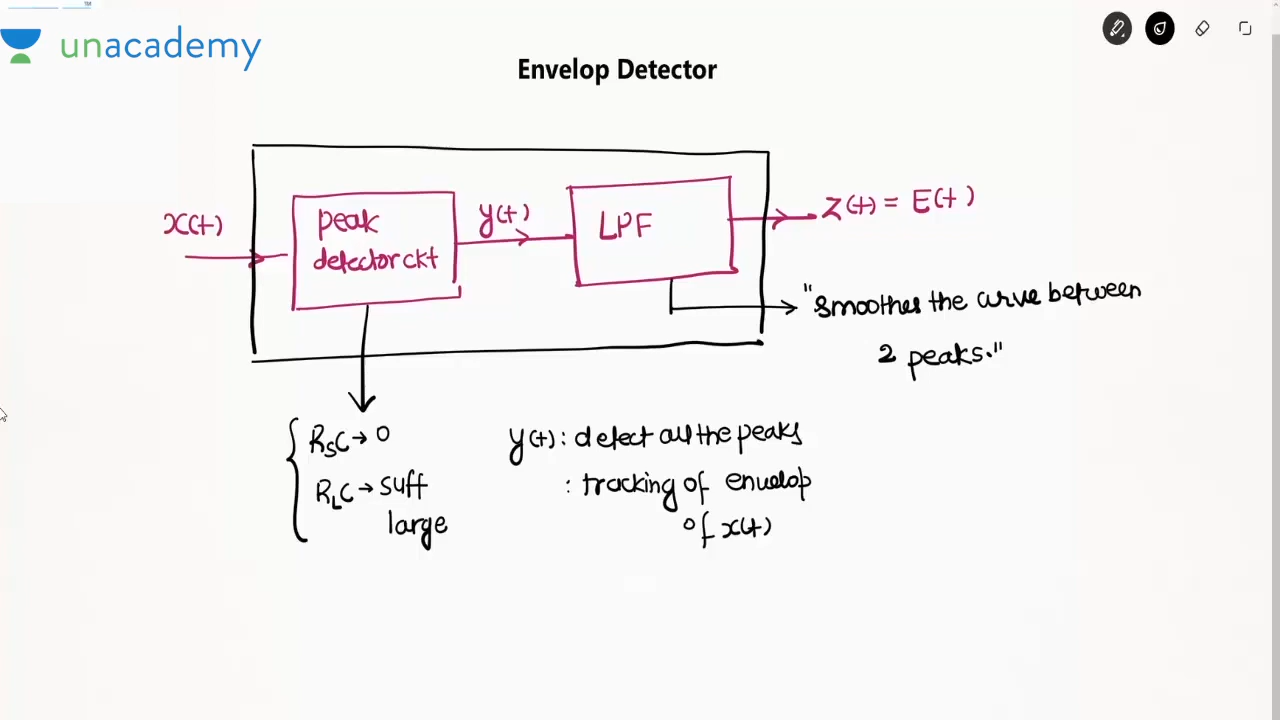 unacademy
Envelop Detector
x(t)
peak
detector ckt
y(t)
LPF
z(t) = E(t)
"smoothes the curve between
2 peaks."
RsC → 0
RLC → suff
large
y(t) : detect all the peaks
: tracking of envelop
of x(t)